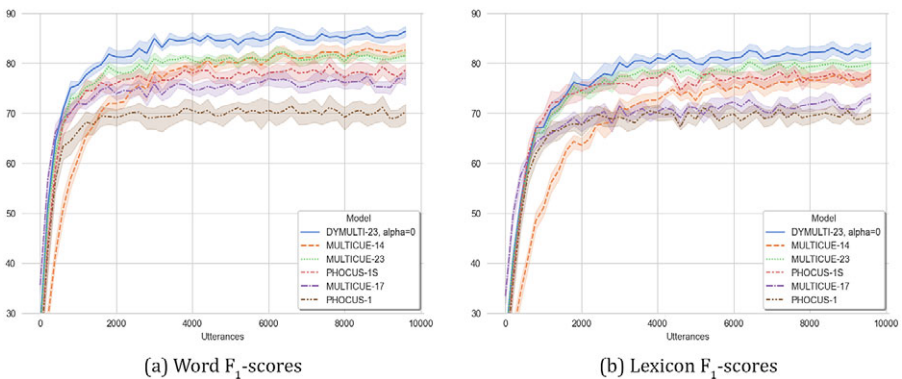 90
80
70
60
50
40
30
0
2000
4000
6000
8000
10000
Utterances
Model
DYMULTI-23, alpha=0
MULTICUE-14
MULTICUE-23
PHOCUS-1S
MULTICUE-17
PHOCUS-1
(a) Word F1-scores
90
80
70
60
50
40
30
0
2000
4000
6000
8000
10000
Utterances
Model
DYMULTI-23, alpha=0
MULTICUE-14
MULTICUE-23
PHOCUS-1S
MULTICUE-17
PHOCUS-1
(b) Lexicon F1-scores